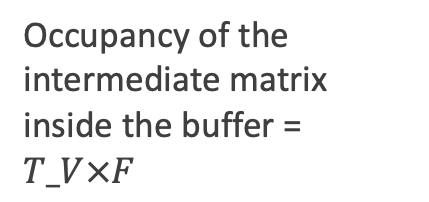 Occupancy of the
intermediate matrix
inside the buffer =
T_V×F